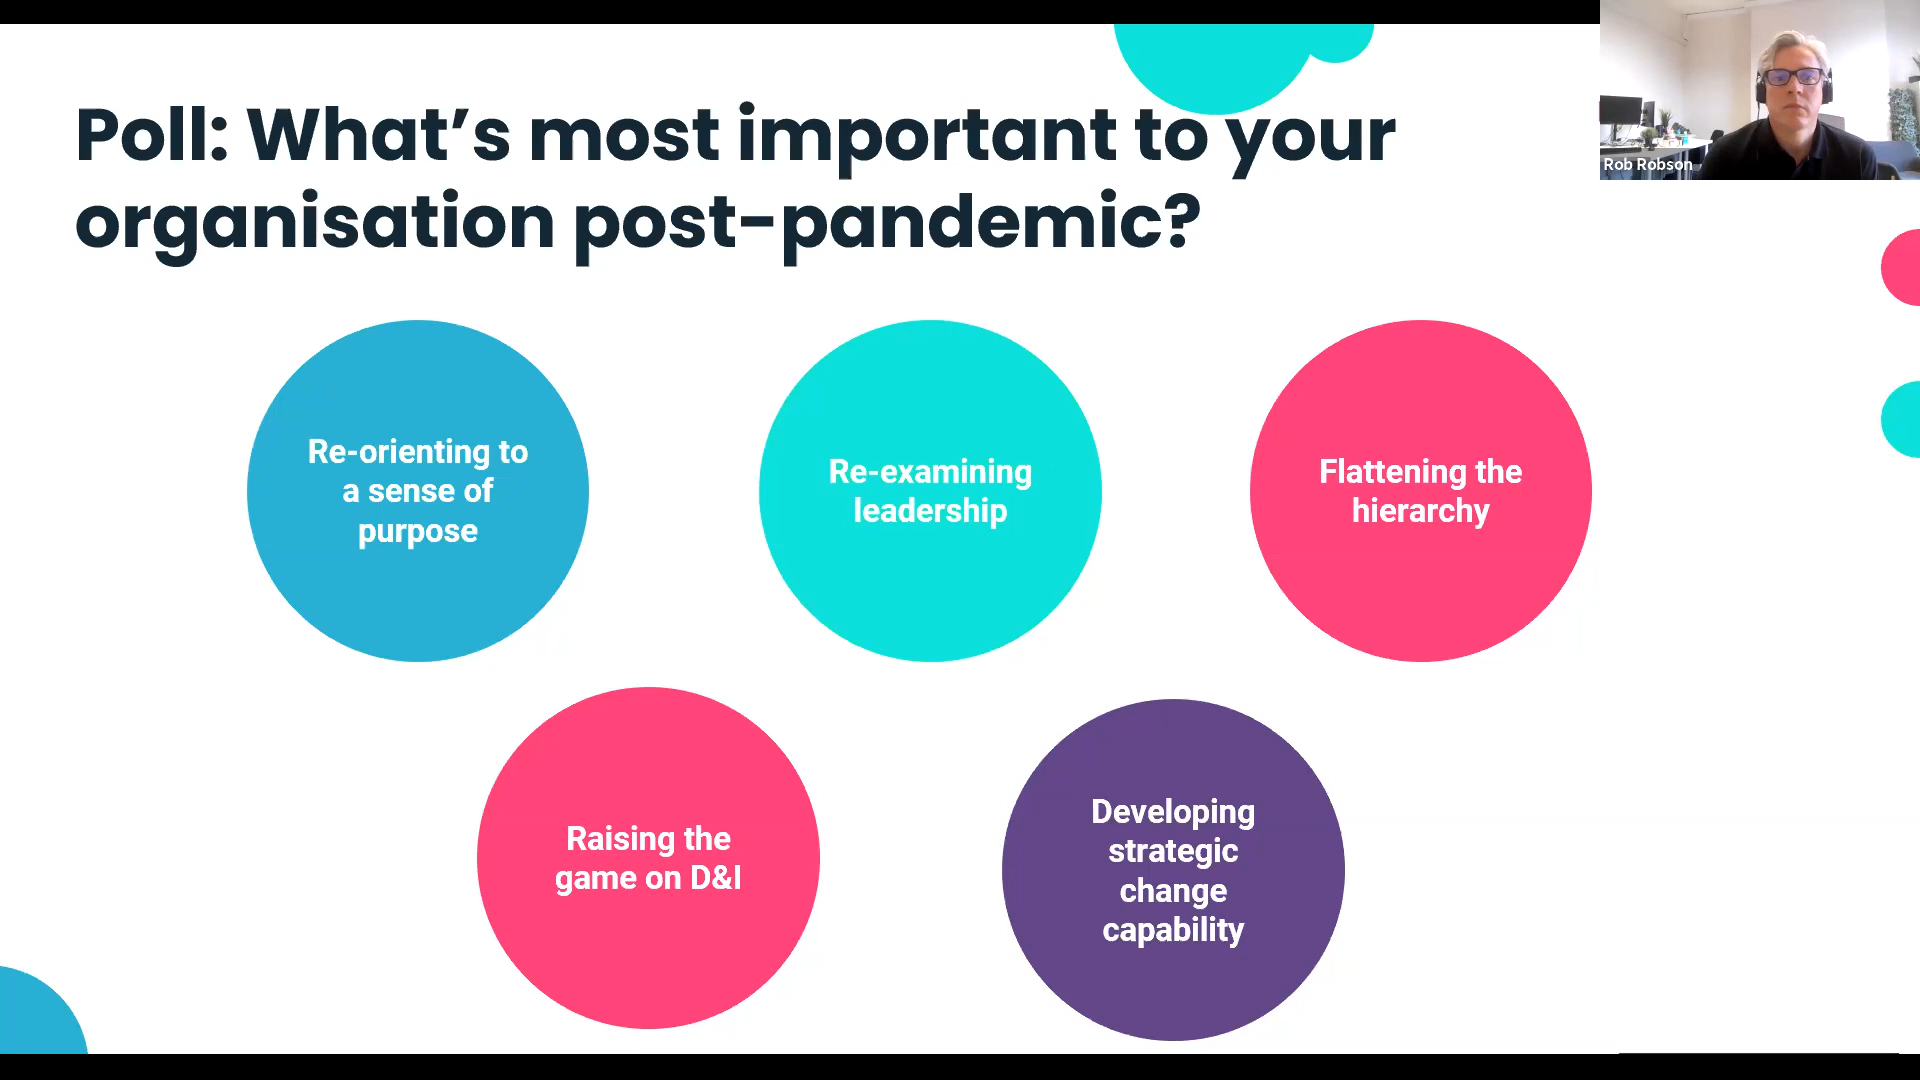 Poll: What’s most important to your
organisation post-pandemic?
Rob Robson
Re-orienting to
a sense of
purpose
Re-examining
leadership
Flattening the
hierarchy
Raising the
game on D&I
Developing
strategic
change
capability